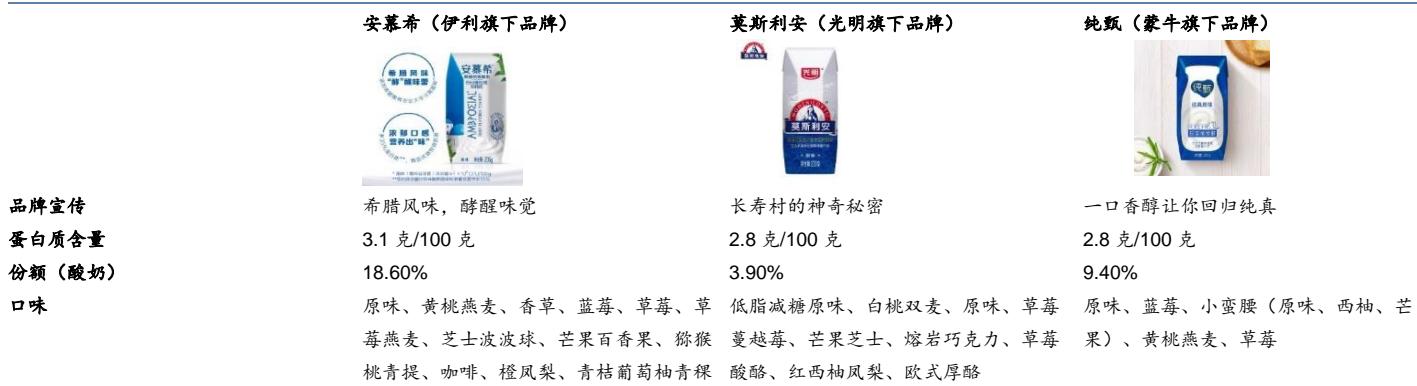 安慕希（伊利旗下品牌） 莫斯利安（光明旗下品牌） 纯甄（蒙牛旗下品牌）
希腊风味
"酵"醒味蕾
浓郁口感
营养出"味"
安慕希
AMBROSIAL
光明
莫斯利安
纯甄
品牌宣传 希腊风味，酵醒味觉 长寿村的神奇秘密 一口香醇让你回归纯真
蛋白质含量 3.1 克/100 克 2.8 克/100 克 2.8 克/100 克
份额（酸奶） 18.60% 3.90% 9.40%
口味 原味、黄桃燕麦、香草、蓝莓、草莓、草 低脂减糖原味、白桃双麦、原味、草莓 原味、蓝莓、小蛮腰（原味、西柚、芒
莓燕麦、芝士波波球、芒果百香果、猕猴 蔓越莓、芒果芝士、熔岩巧克力、草莓 果）、黄桃燕麦、草莓
桃青提、咖啡、橙凤梨、青桔葡萄柚青稞 酸酪、红西柚凤梨、欧式厚酪